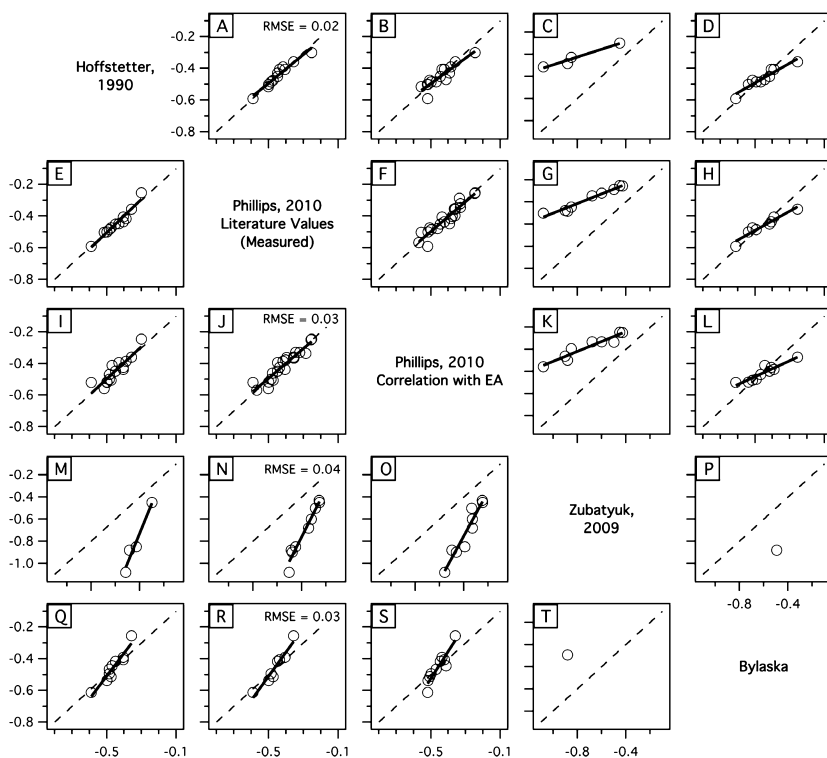 A RMSE = 0.02 B C D
-0.2
-0.4
-0.6
-0.8
Hoffstetter,
1990
E F G H
-0.2
-0.4
-0.6
-0.8
Phillips, 2010
Literature Values
(Measured)
I J RMSE = 0.03 K L
-0.2
-0.4
-0.6
-0.8
Phillips, 2010
Correlation with EA
M N RMSE = 0.04 O P
-0.2
-0.4
-0.6
-0.8
-1.0
Zubatyuk,
2009
-0.8 -0.4
Q R RMSE = 0.03 S T
-0.2
-0.4
-0.6
-0.8
Bylaska
-0.5 -0.1 -0.5 -0.1 -0.5 -0.8 -0.4